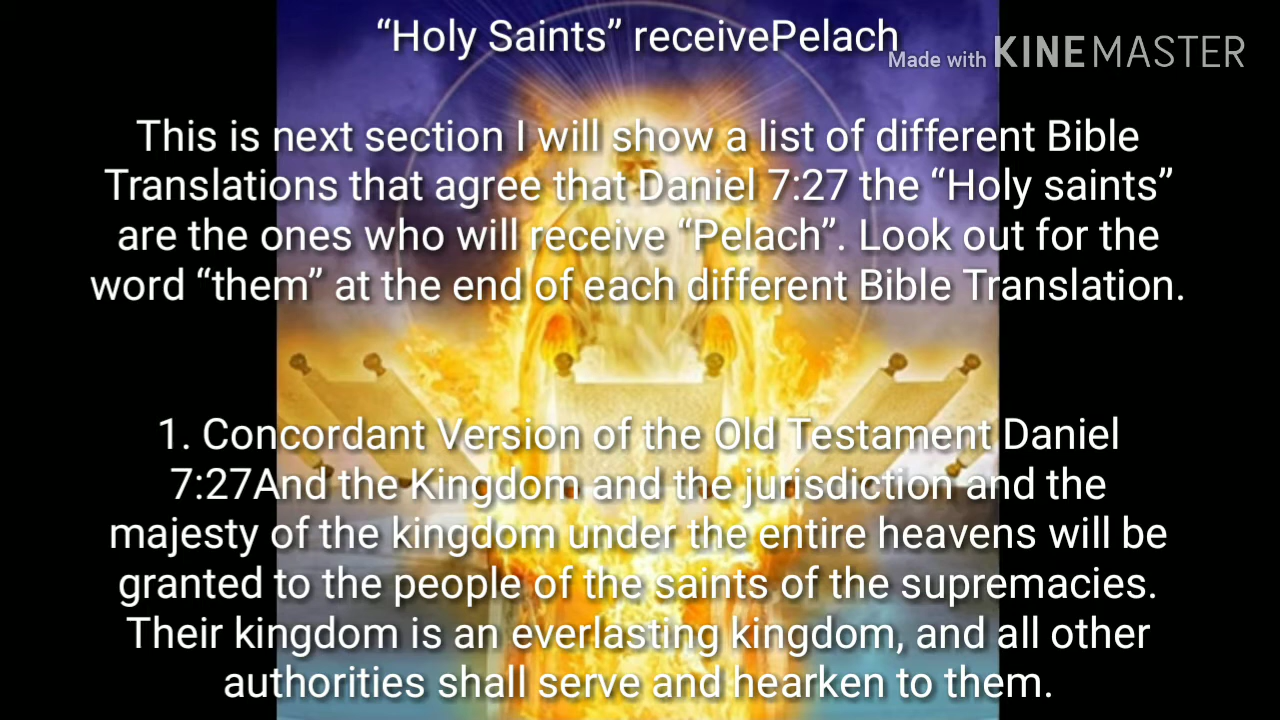 “Holy Saints” receivePelach
Made with KINEMASTER
This is next section I will show a list of different Bible
Translations that agree that Daniel 7:27 the “Holy saints”
are the ones who will receive “Pelach”. Look out for the
word “them” at the end of each different Bible Translation.
1. Concordant Version of the Old Testament Daniel
7:27And the Kingdom and the jurisdiction and the
majesty of the kingdom under the entire heavens will be
granted to the people of the saints of the supremacies.
Their kingdom is an everlasting kingdom, and all other
authorities shall serve and hearken to them.